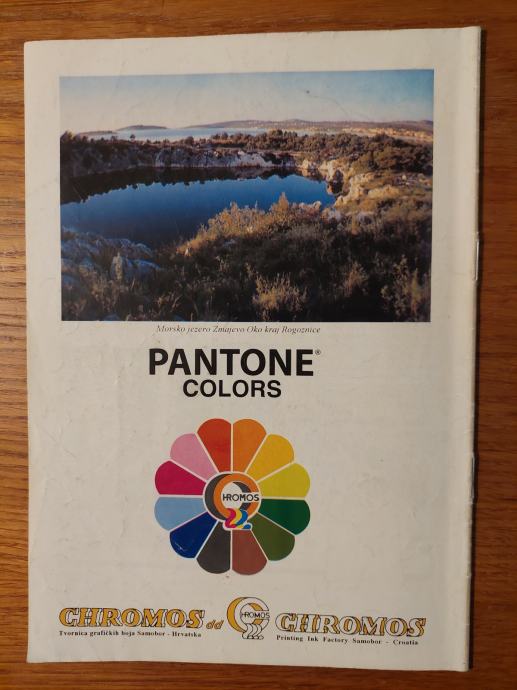 Morsko jezero Zmajevo Oko kraj Rogoznice
PANTONE®
COLORS
CHROMOS
CHROMOS dd
Tvornica grafičkih boja Samobor - Hrvatska
CHROMOS
CHROMOS
Printing Ink Factory Samobor - Croatia